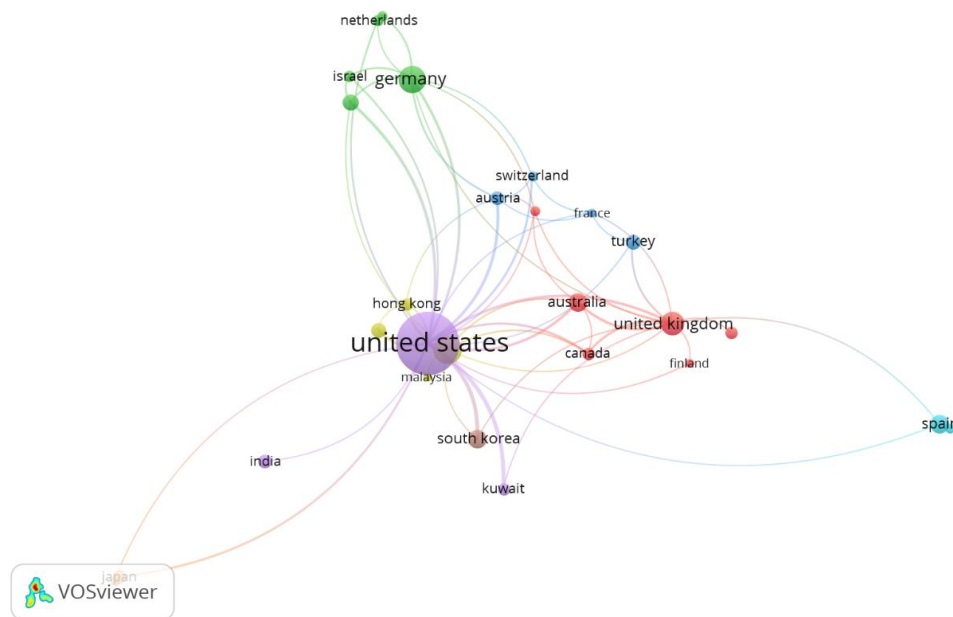 netherlands
israel
germany
switzerland
austria
france
turkey
hong kong
australia
united states
united kingdom
canada
malaysia
finland
spain
south korea
india
kuwait
japan
VOSviewer